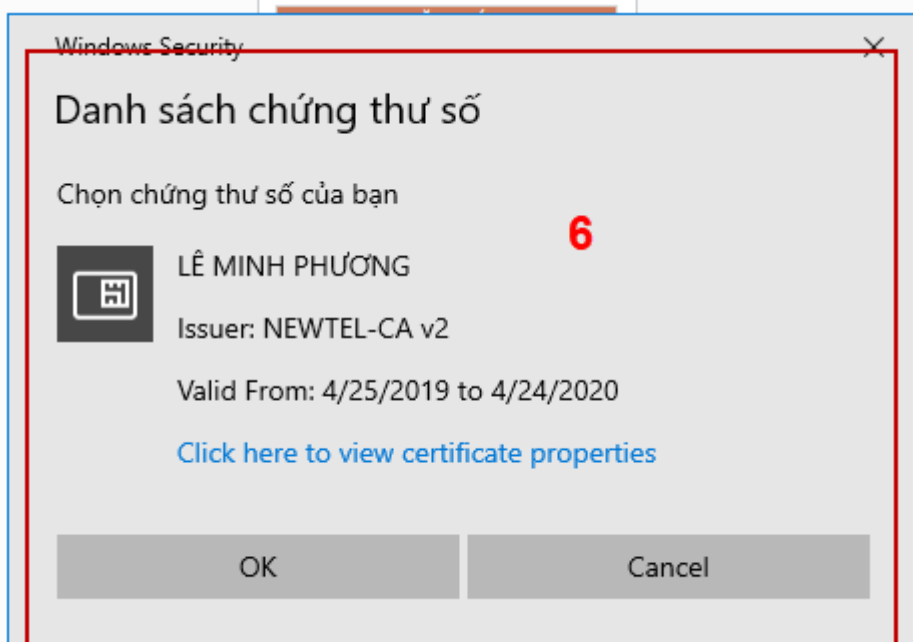 Windows Security
Danh sách chứng thư số
Chọn chứng thư số của bạn
6
LÊ MINH PHƯƠNG
Issuer: NEWTEL-CA v2
Valid From: 4/25/2019 to 4/24/2020
Click here to view certificate properties
OK
Cancel